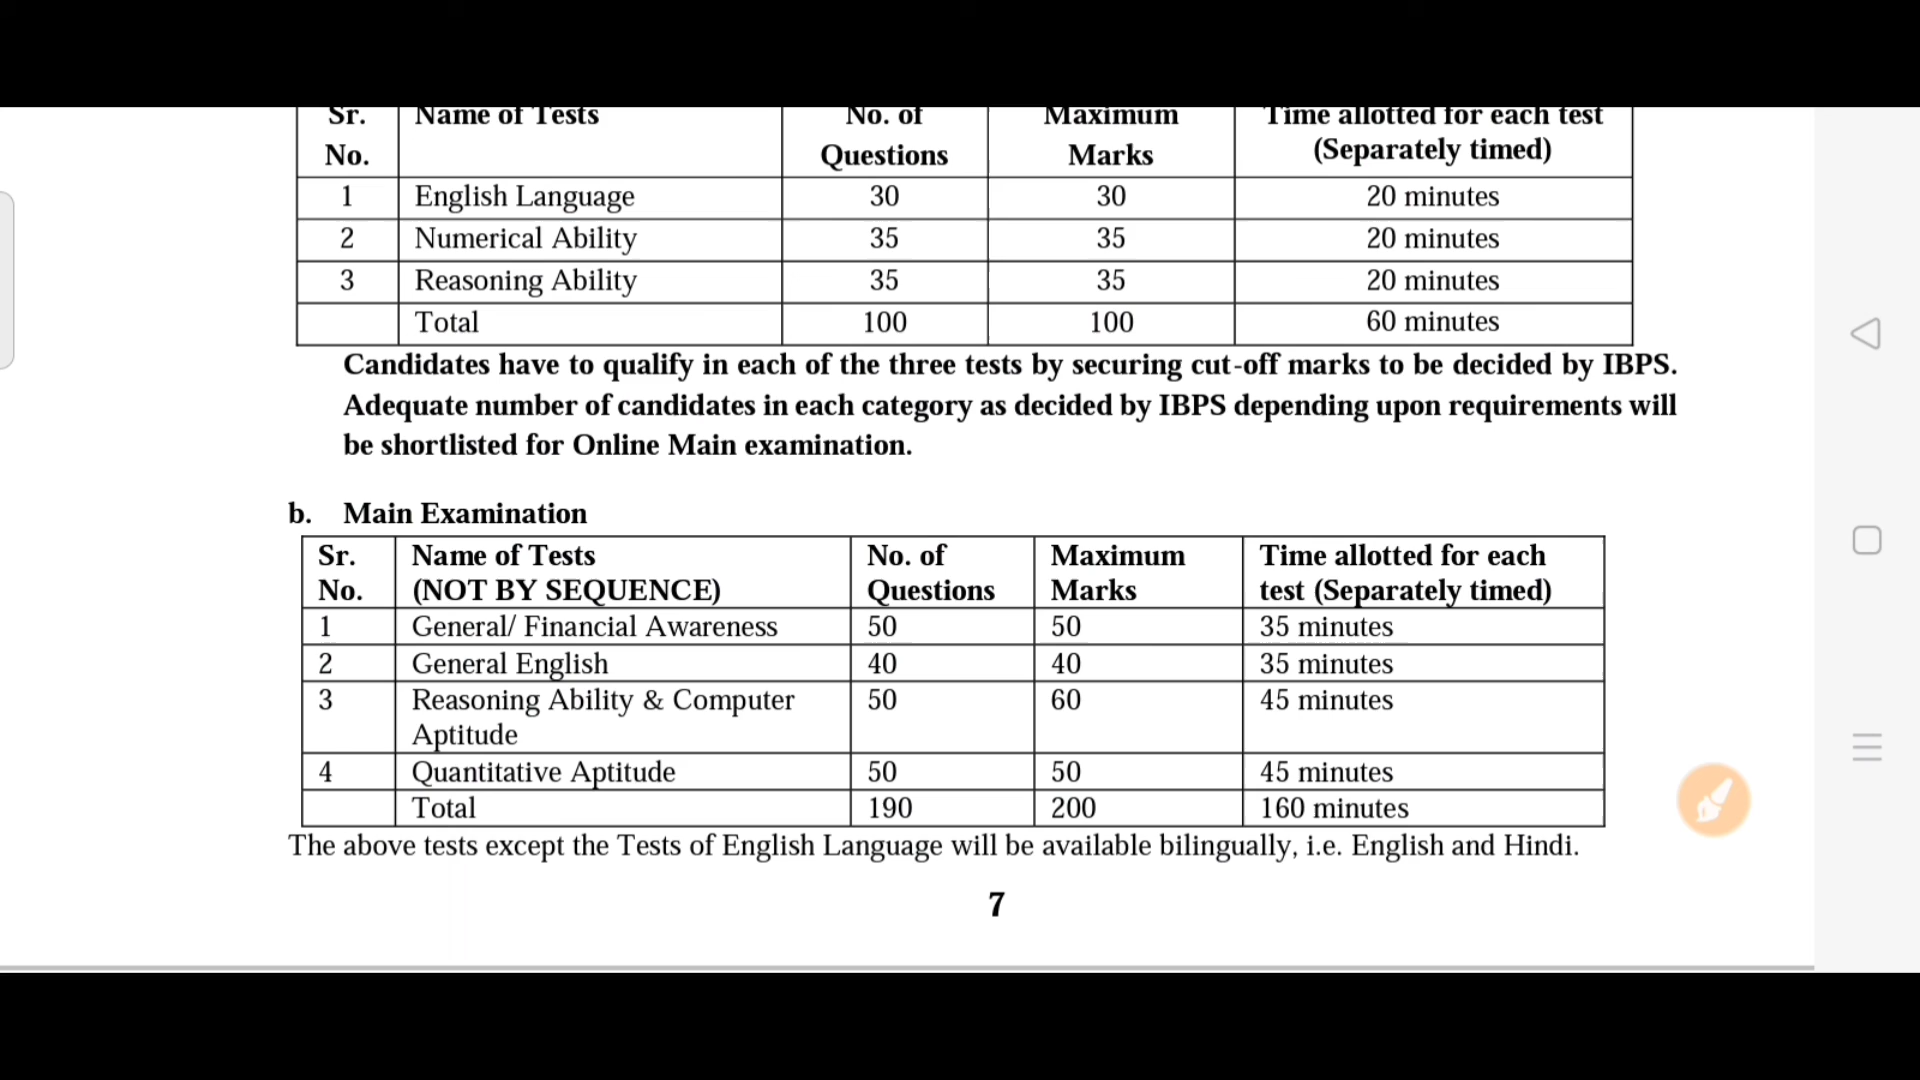 Sr. Name of Tests No. of Maximum Time allotted for each test
No. Questions Marks (Separately timed)
1 English Language 30 30 20 minutes
2 Numerical Ability 35 35 20 minutes
3 Reasoning Ability 35 35 20 minutes
Total 100 100 60 minutes
Candidates have to qualify in each of the three tests by securing cut-off marks to be decided by IBPS.
Adequate number of candidates in each category as decided by IBPS depending upon requirements will
be shortlisted for Online Main examination.
b. Main Examination
Sr. Name of Tests No. of Maximum Time allotted for each
No. (NOT BY SEQUENCE) Questions Marks test (Separately timed)
1 General/ Financial Awareness 50 50 35 minutes
2 General English 40 40 35 minutes
3 Reasoning Ability & Computer 50 60 45 minutes
Aptitude
4 Quantitative Aptitude 50 50 45 minutes
Total 190 200 160 minutes
The above tests except the Tests of English Language will be available bilingually, i.e. English and Hindi.
7